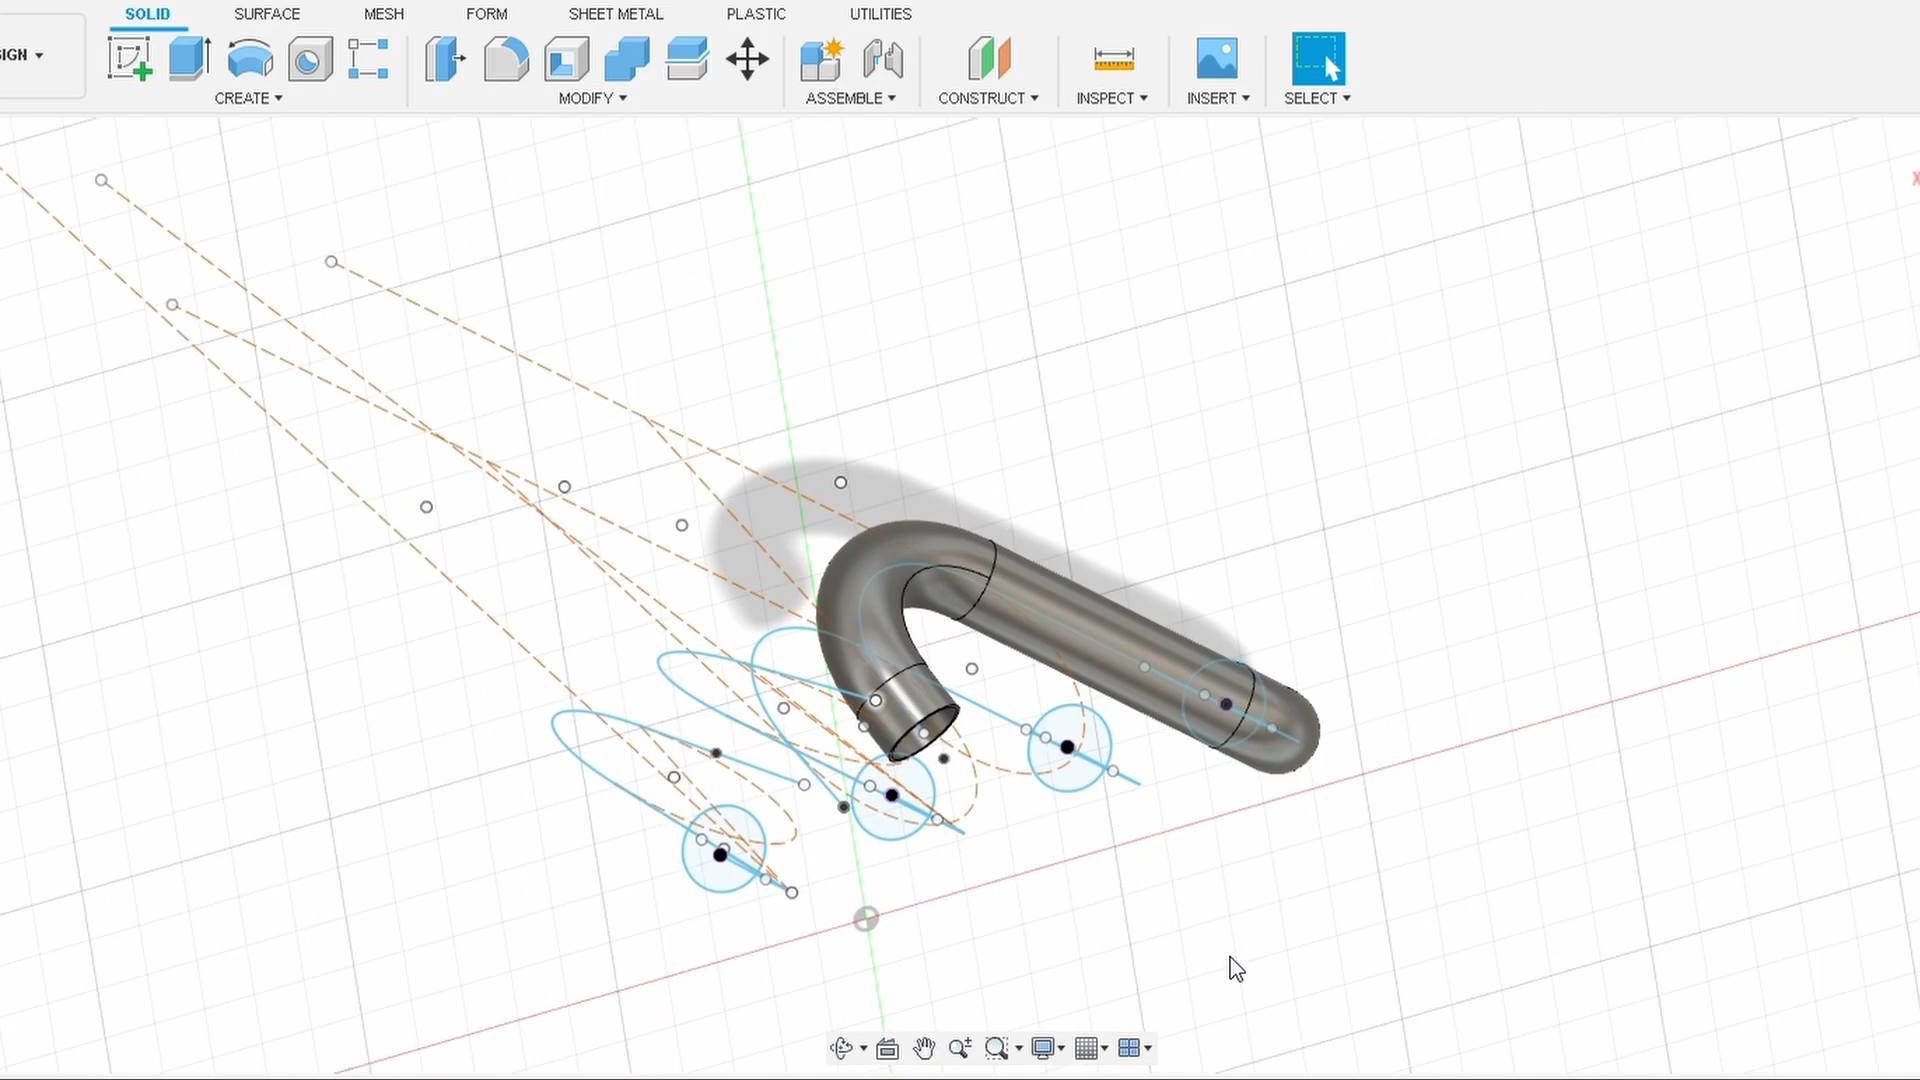 SOLID SURFACE MESH FORM SHEET METAL PLASTIC UTILITIES
IGN
CREATE MODIFY ASSEMBLE CONSTRUCT INSPECT INSERT SELECT
X